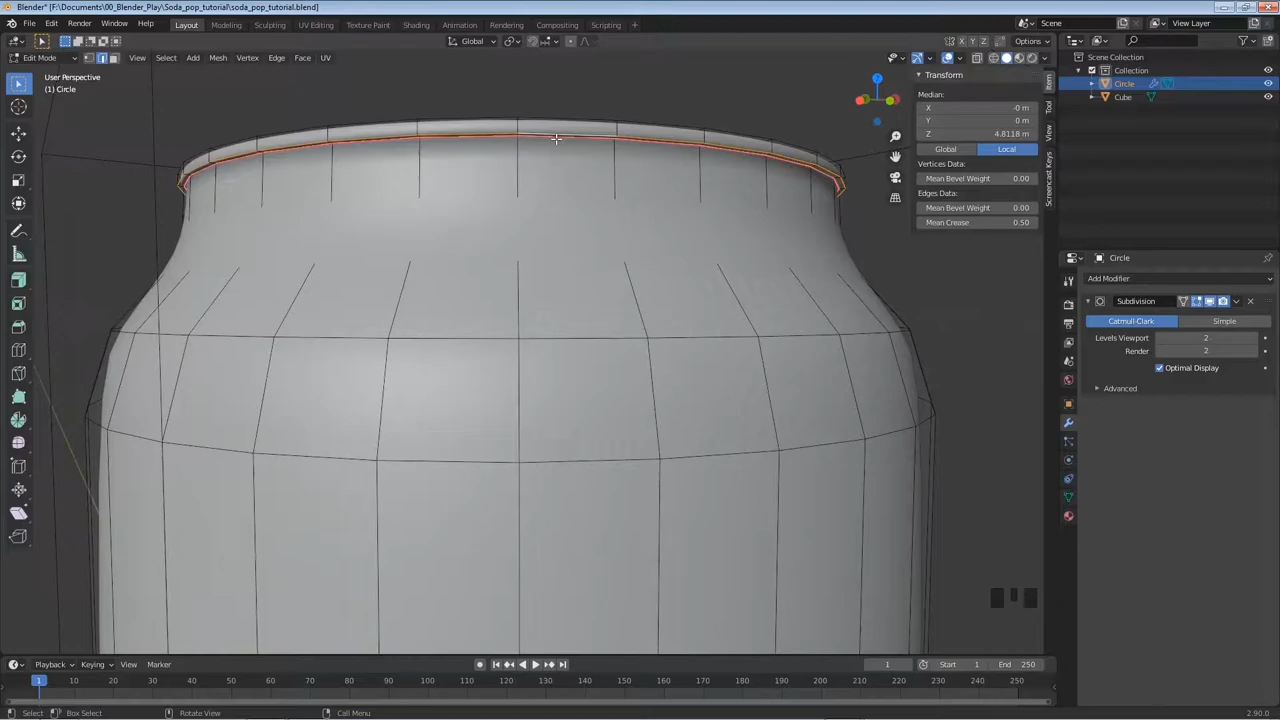 Blender* [F:\Documents\00_Blender_Play\Soda_pop_tutorial\soda_pop_tutorial.blend]
File Edit Render Window Help Layout Modeling Sculpting UV Editing Texture Paint Shading Animation Rendering Compositing Scripting + Scene View Layer
Global X Y Z Options
Edit Mode View Select Add Mesh Vertex Edge Face UV
User Perspective
(1) Circle
Transform
Median:
X -0 m
Y 0 m
Z 4.8118 m
Global Local
Vertices Data:
Mean Bevel Weight 0.00
Edges Data:
Mean Bevel Weight 0.00
Mean Crease 0.50
Item
Tool
View
Screencast Keys
Z
Scene Collection
Collection
Circle
Cube
Circle
Add Modifier
Subdivision
Catmull-Clark Simple
Levels Viewport 2
Render 2
Optimal Display
Advanced
Playback Keying View Marker 1 Start 1 End 250
1 10 20 30 40 50 60 70 80 90 100 110 120 130 140 150 160 170 180 190 200 210 220 230 240 250
Select Box Select Rotate View Call Menu 2.90.0